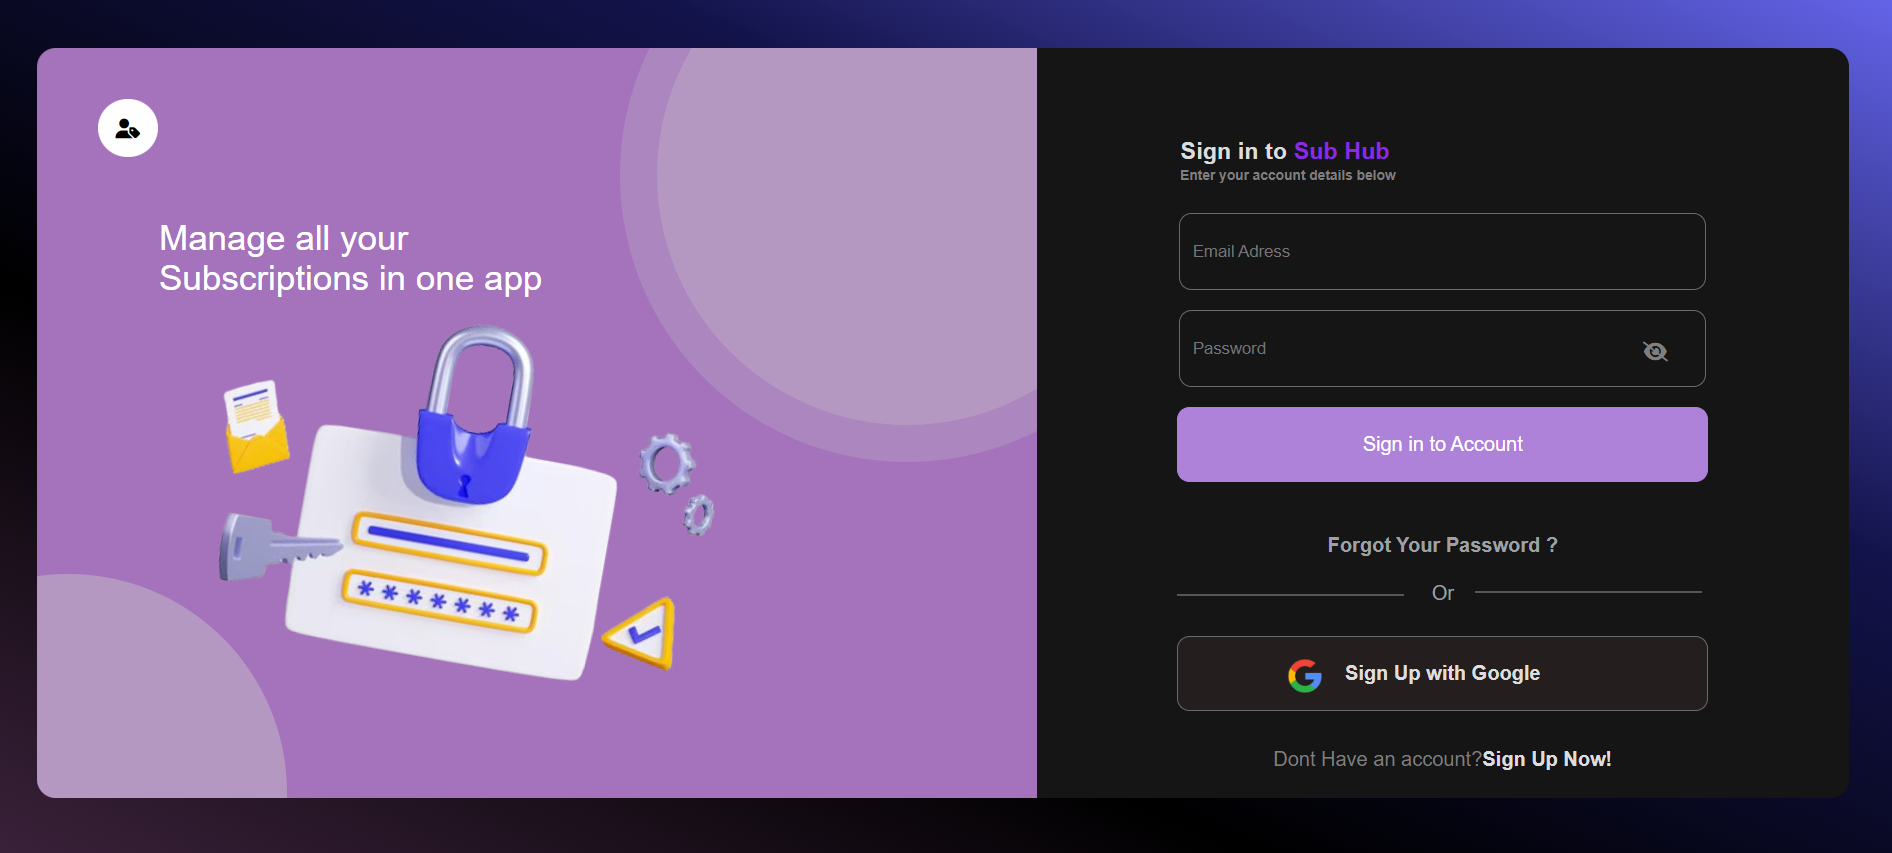 Manage all your
Subscriptions in one app
*******
Sign in to Sub Hub
Enter your account details below
Email Adress
Password
Sign in to Account
Forgot Your Password ?
Or
Sign Up with Google
Dont Have an account?Sign Up Now!